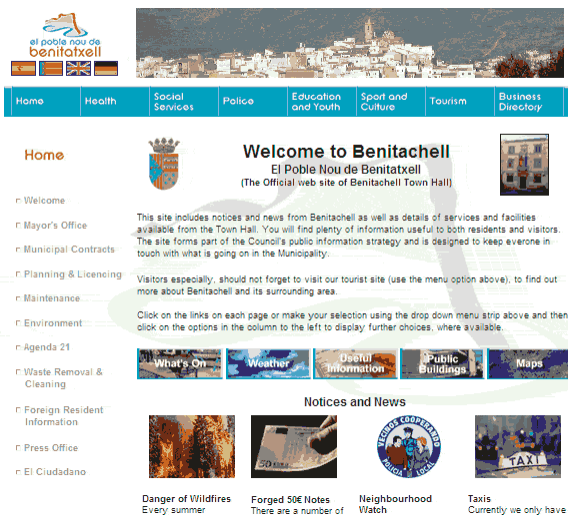 el poble nou de
benitatxell
Home
Health
Social
Services
Police
Education
and Youth
Sport and
Culture
Tourism
Business
Directory
Home
Welcome
Mayor's Office
Municipal Contracts
Planning & Licencing
Maintenance
Environment
Agenda 21
Waste Removal &
Cleaning
Foreign Resident
Information
Press Office
El Ciudadano
Welcome to Benitachell
El Poble Nou de Benitatxell
(The Official web site of Benitachell Town Hall)
This site includes notices and news from Benitachell as well as details of services and facilities
available from the Town Hall. You will find plenty of information useful to both residents and visitors.
The site forms part of the Council's public information strategy and is designed to keep everone in
touch with what is going on in the Municipality.
Visitors especially, should not forget to visit our tourist site (use the menu option above), to find out
more about Benitachell and its surrounding area.
Click on the links on each page or make your selection using the drop down menu strip above and then
click on the options in the column to the left to display further choices, where available.
What's On
Weather
Useful
Information
Public
Buildings
Maps
Notices and News
50 EURO
VECINOS COOPERANDO
POLICIA LOCAL
TAXI
Danger of Wildfires
Every summer
Forged 50€ Notes
There are a number of
Neighbourhood
Watch
Taxis
Currently we only have